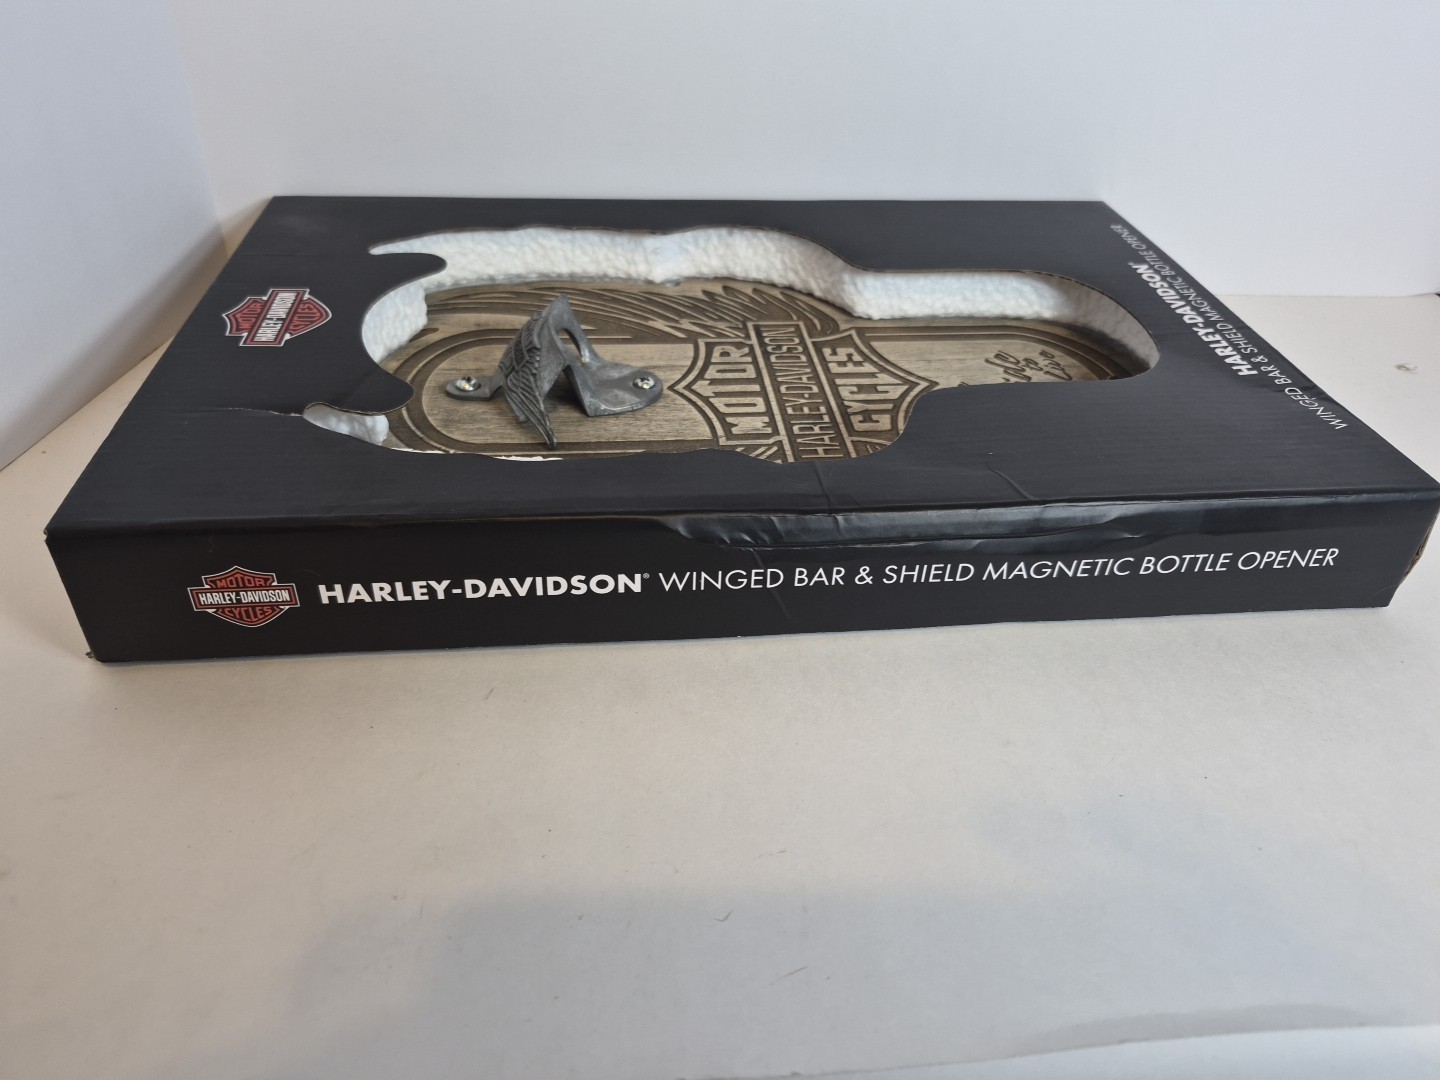 MOTOR
HARLEY-DAVIDSON
CYCLES
HARLEY-DAVIDSON®
WINGED BAR & SHIELD MAGNETIC BOTTLE OPENER
MOTOR
HARLEY-DAVIDSON
CYCLES
MOTOR
HARLEY-DAVIDSON
CYCLES
HARLEY-DAVIDSON® WINGED BAR & SHIELD MAGNETIC BOTTLE OPENER